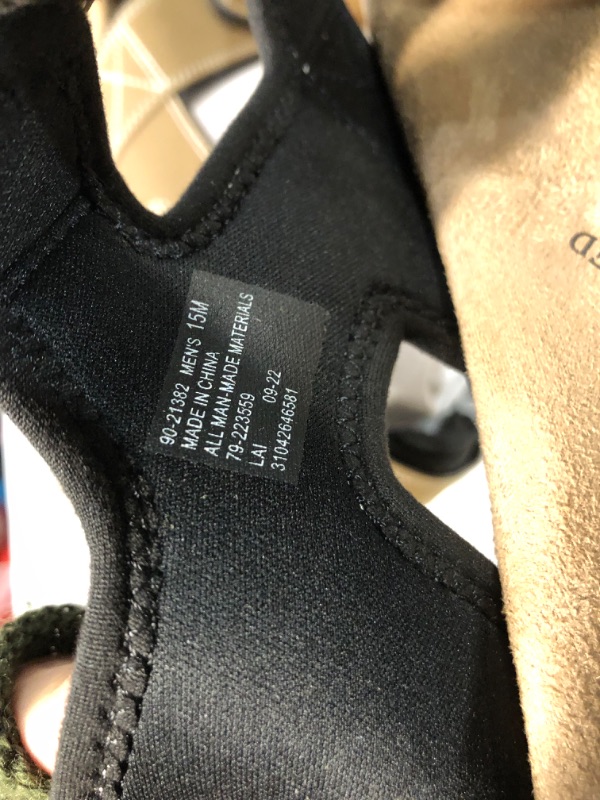 90-21382 MEN'S 15M
MADE IN CHINA
ALL MAN-MADE MATERIALS
79-223559
LAI 09-22
31042646581